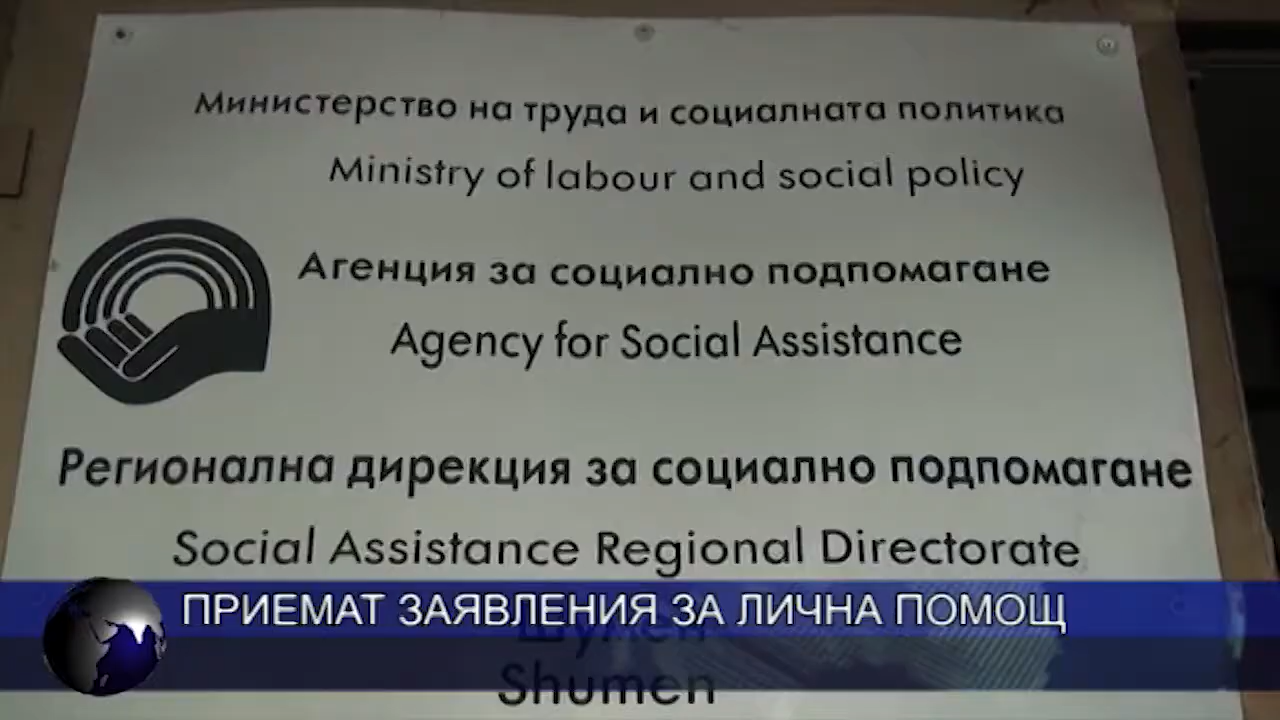 Министерство на труда и социалната политика
Ministry of labour and social policy
Агенция за социално подпомагане
Agency for Social Assistance
Регионална дирекция за социално подпомагане
Social Assistance Regional Directorate
ПРИЕМАТ ЗАЯВЛЕНИЯ ЗА ЛИЧНА ПОМОЩ
Шумен
Shumen